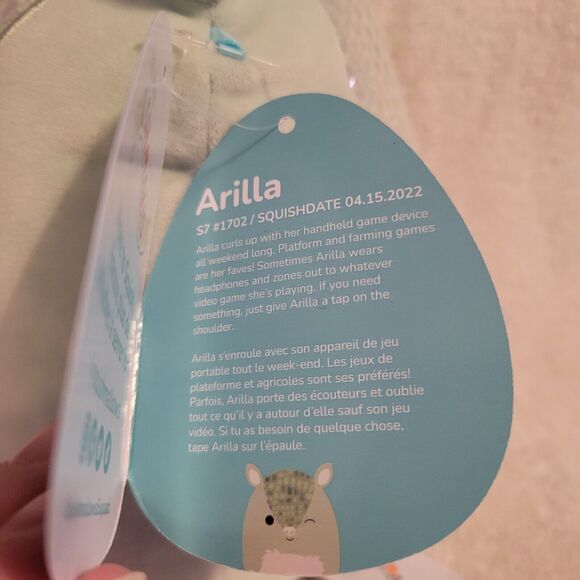 Arilla
S7 #1702 / SQUISHDATE 04.15.2022
Arilla curls up with her handheld game device
all weekend long. Platform and farming games
are her faves! Sometimes Arilla wears
headphones and zones out to whatever
video game she's playing. If you need
something, just give Arilla a tap on the
shoulder.
Arilla s'enroule avec son appareil de jeu
portable tout le week-end. Les jeux de
plateforme et agricoles sont ses préférés!
Parfois, Arilla porte des écouteurs et oublie
tout ce qu'il y a autour d'elle sauf son jeu
vidéo. Si tu as besoin de quelque chose,
tape Arilla sur l'épaule.